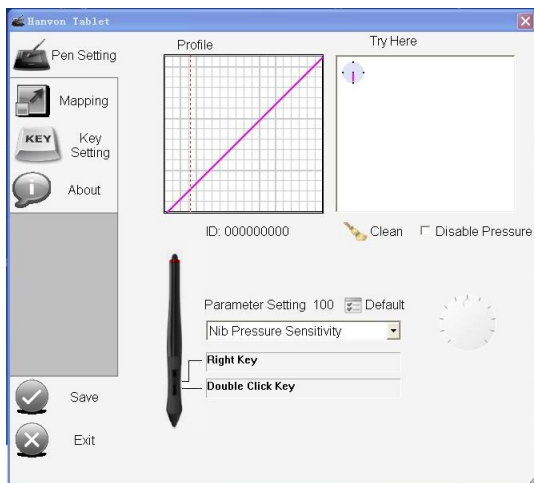 Hanvon Tablet
Pen Setting
Mapping
KEY
Key
Setting
About
Save
Exit
Profile
Try Here
ID: 000000000
Clean
Disable Pressure
Parameter Setting 100
Default
Nib Pressure Sensitivity
Right Key
Double Click Key